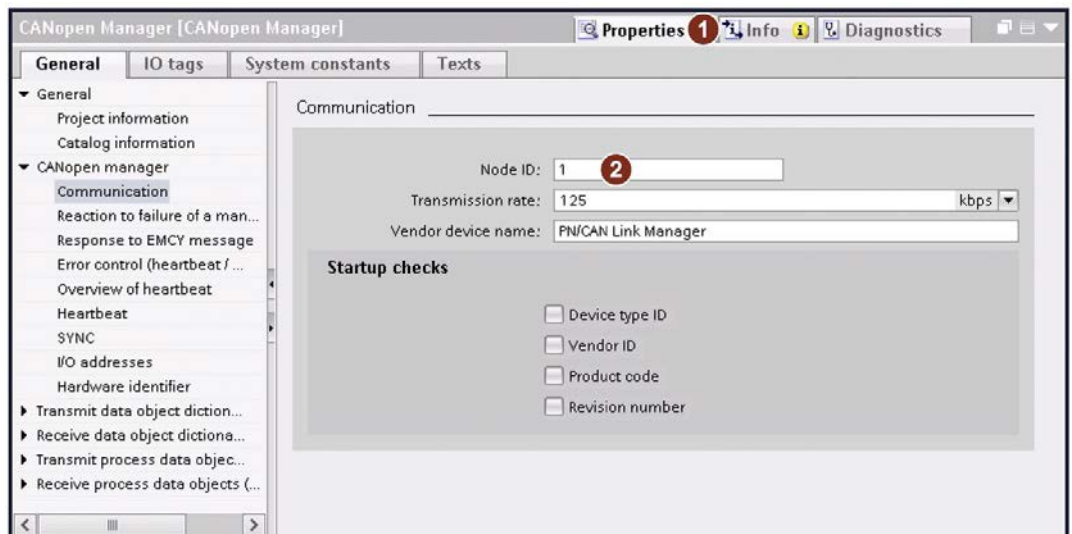 CANopen Manager [CANopen Manager]
Properties 1 Info Diagnostics
General IO tags System constants Texts
General
Project information
Catalog information
CANopen manager
Communication
Reaction to failure of a man...
Response to EMCY message
Error control (heartbeat / ...
Overview of heartbeat
Heartbeat
SYNC
I/O addresses
Hardware identifier
Transmit data object diction...
Receive data object dictiona...
Transmit process data objec...
Receive process data objects (...
Communication
Node ID: 1 2
Transmission rate: 125 kbps
Vendor device name: PN/CAN Link Manager
Startup checks
Device type ID
Vendor ID
Product code
Revision number